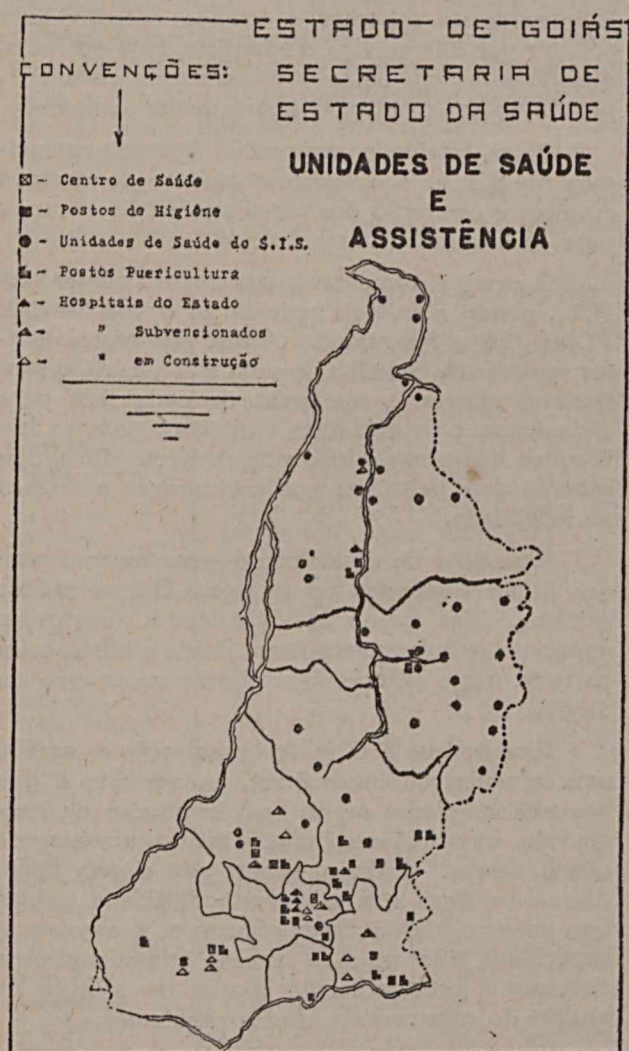 ESTADO DE GOIÁS
SECRETARIA DE
ESTADO DA SAÚDE
UNIDADES DE SAÚDE
E
ASSISTÊNCIA
CONVENÇÕES:
- Centro de Saúde
- Postos do Higiêne
- Unidades de Saúde do S.I.S.
- Postos Puericultura
- Hospitais do Estado
- " Subvencionados
- " em Construção